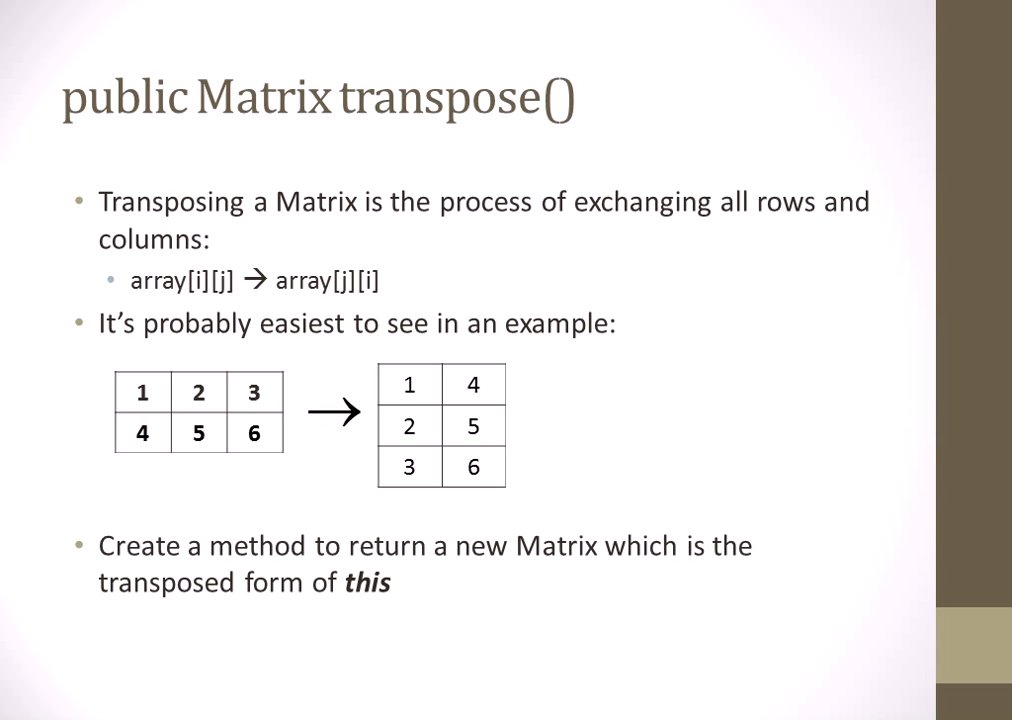 public Matrix transpose()
• Transposing a Matrix is the process of exchanging all rows and
columns:
• array[i][j] → array[j][i]
• It's probably easiest to see in an example:
1 2 3
4 5 6
→
1 4
2 5
3 6
• Create a method to return a new Matrix which is the
transposed form of this